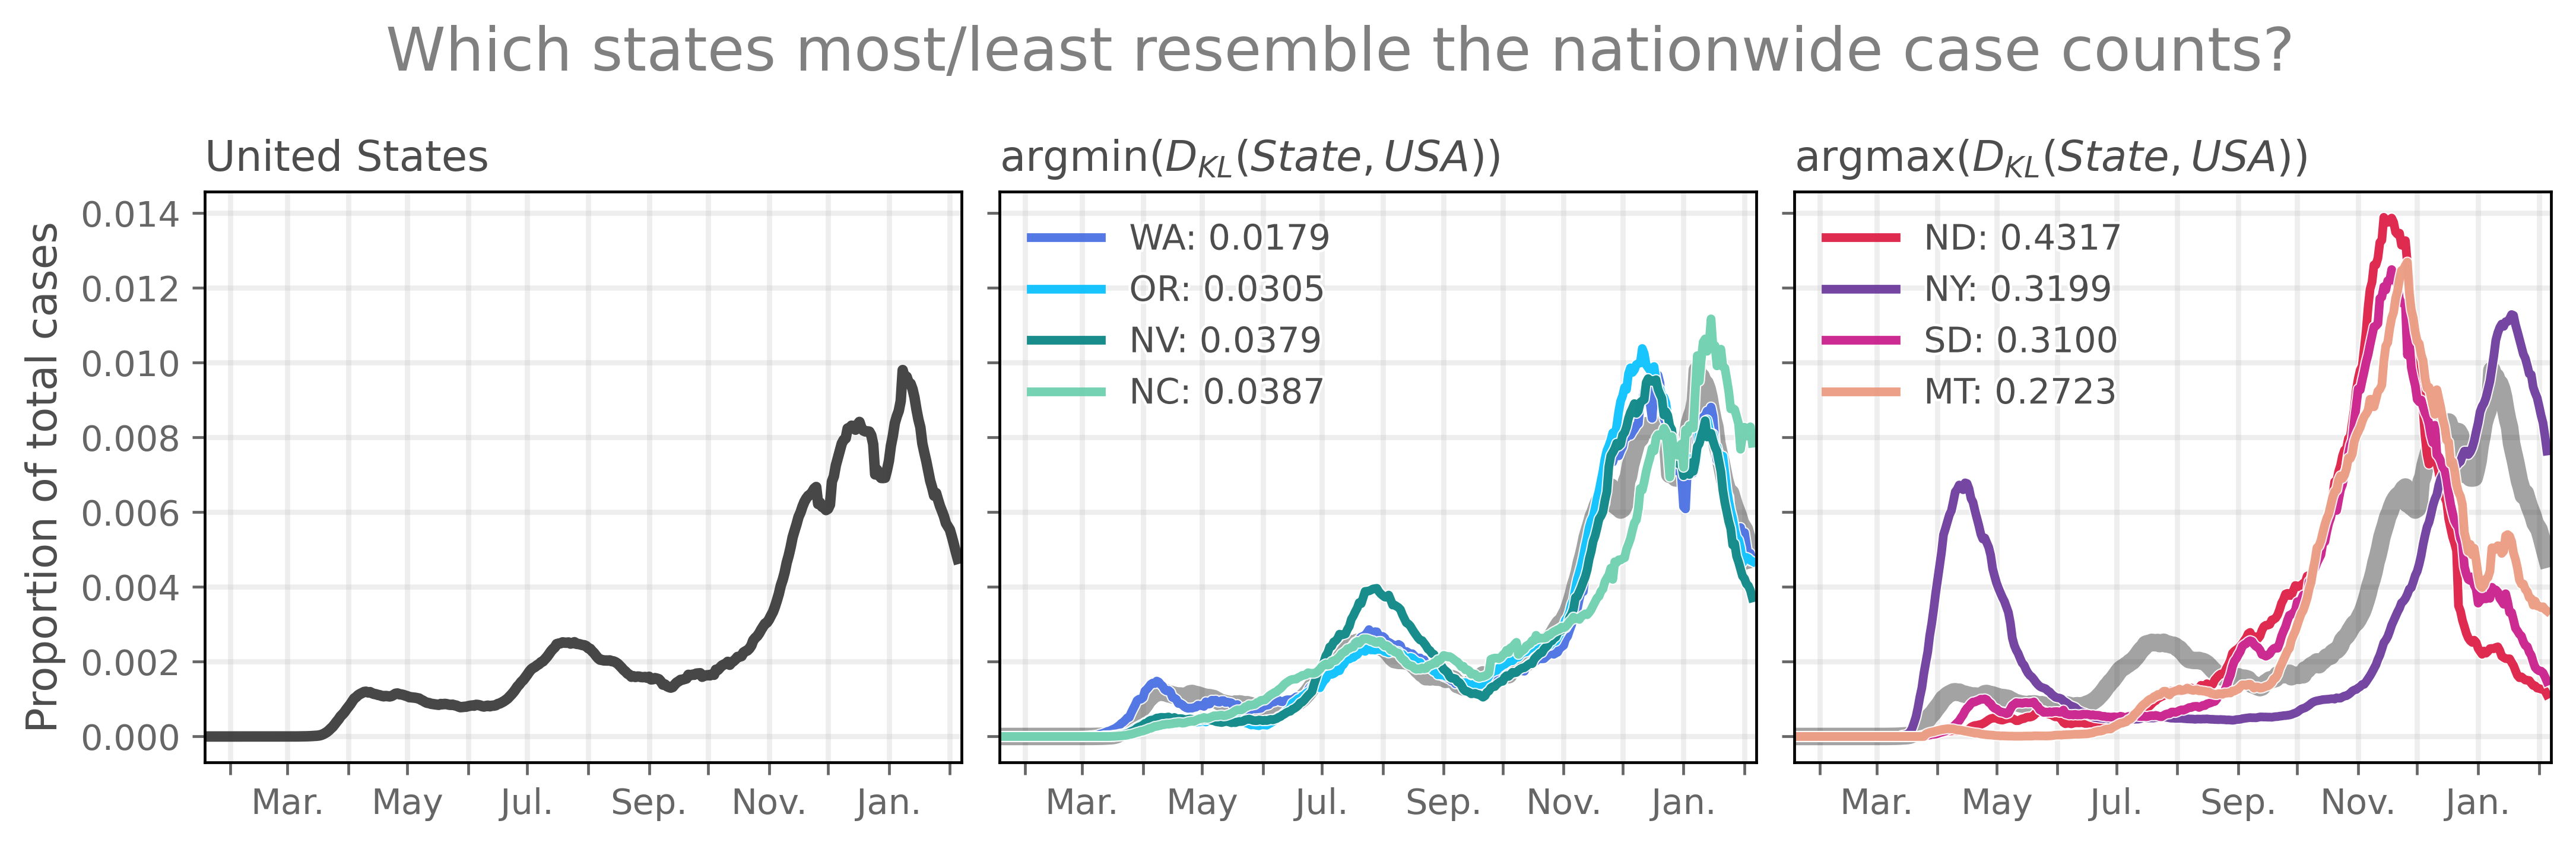 Which states most/least resemble the nationwide case counts?
United States
argmin(D_KL(State, USA))
argmax(D_KL(State, USA))
Proportion of total cases
0.014
0.012
0.010
0.008
0.006
0.004
0.002
0.000
Mar. May Jul. Sep. Nov. Jan.
WA: 0.0179
OR: 0.0305
NV: 0.0379
NC: 0.0387
Mar. May Jul. Sep. Nov. Jan.
ND: 0.4317
NY: 0.3199
SD: 0.3100
MT: 0.2723
Mar. May Jul. Sep. Nov. Jan.